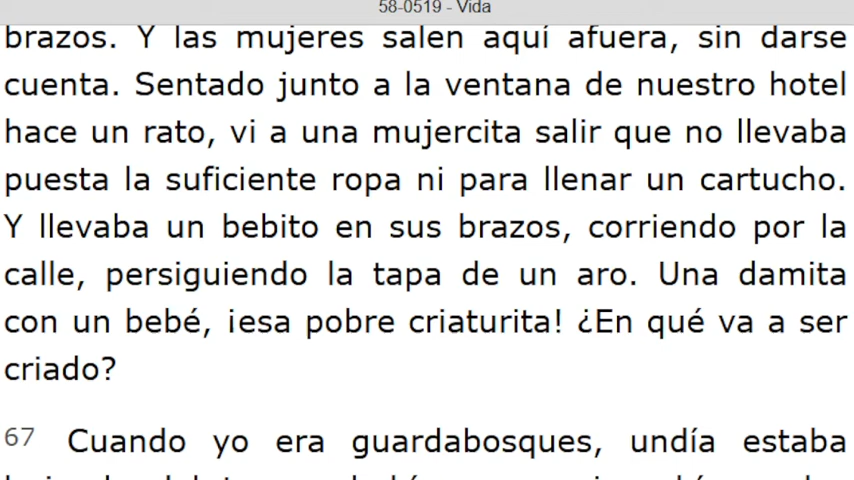 58-0519 - Vida
brazos. Y las mujeres salen aquí afuera, sin darse
cuenta. Sentado junto a la ventana de nuestro hotel
hace un rato, vi a una mujercita salir que no llevaba
puesta la suficiente ropa ni para llenar un cartucho.
Y llevaba un bebito en sus brazos, corriendo por la
calle, persiguiendo la tapa de un aro. Una damita
con un bebé, ¡esa pobre criaturita! ¿En qué va a ser
criado?
67 Cuando yo era guardabosques, undía estaba